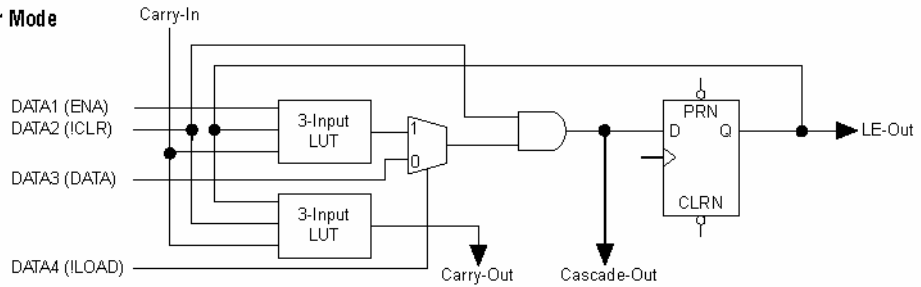 Mode
Carry-In
DATA1 (ENA)
DATA2 (!CLR)
DATA3 (DATA)
DATA4 (!LOAD)
3-Input
LUT
1
0
3-Input
LUT
Carry-Out
Cascade-Out
PRN
D Q
CLRN
LE-Out